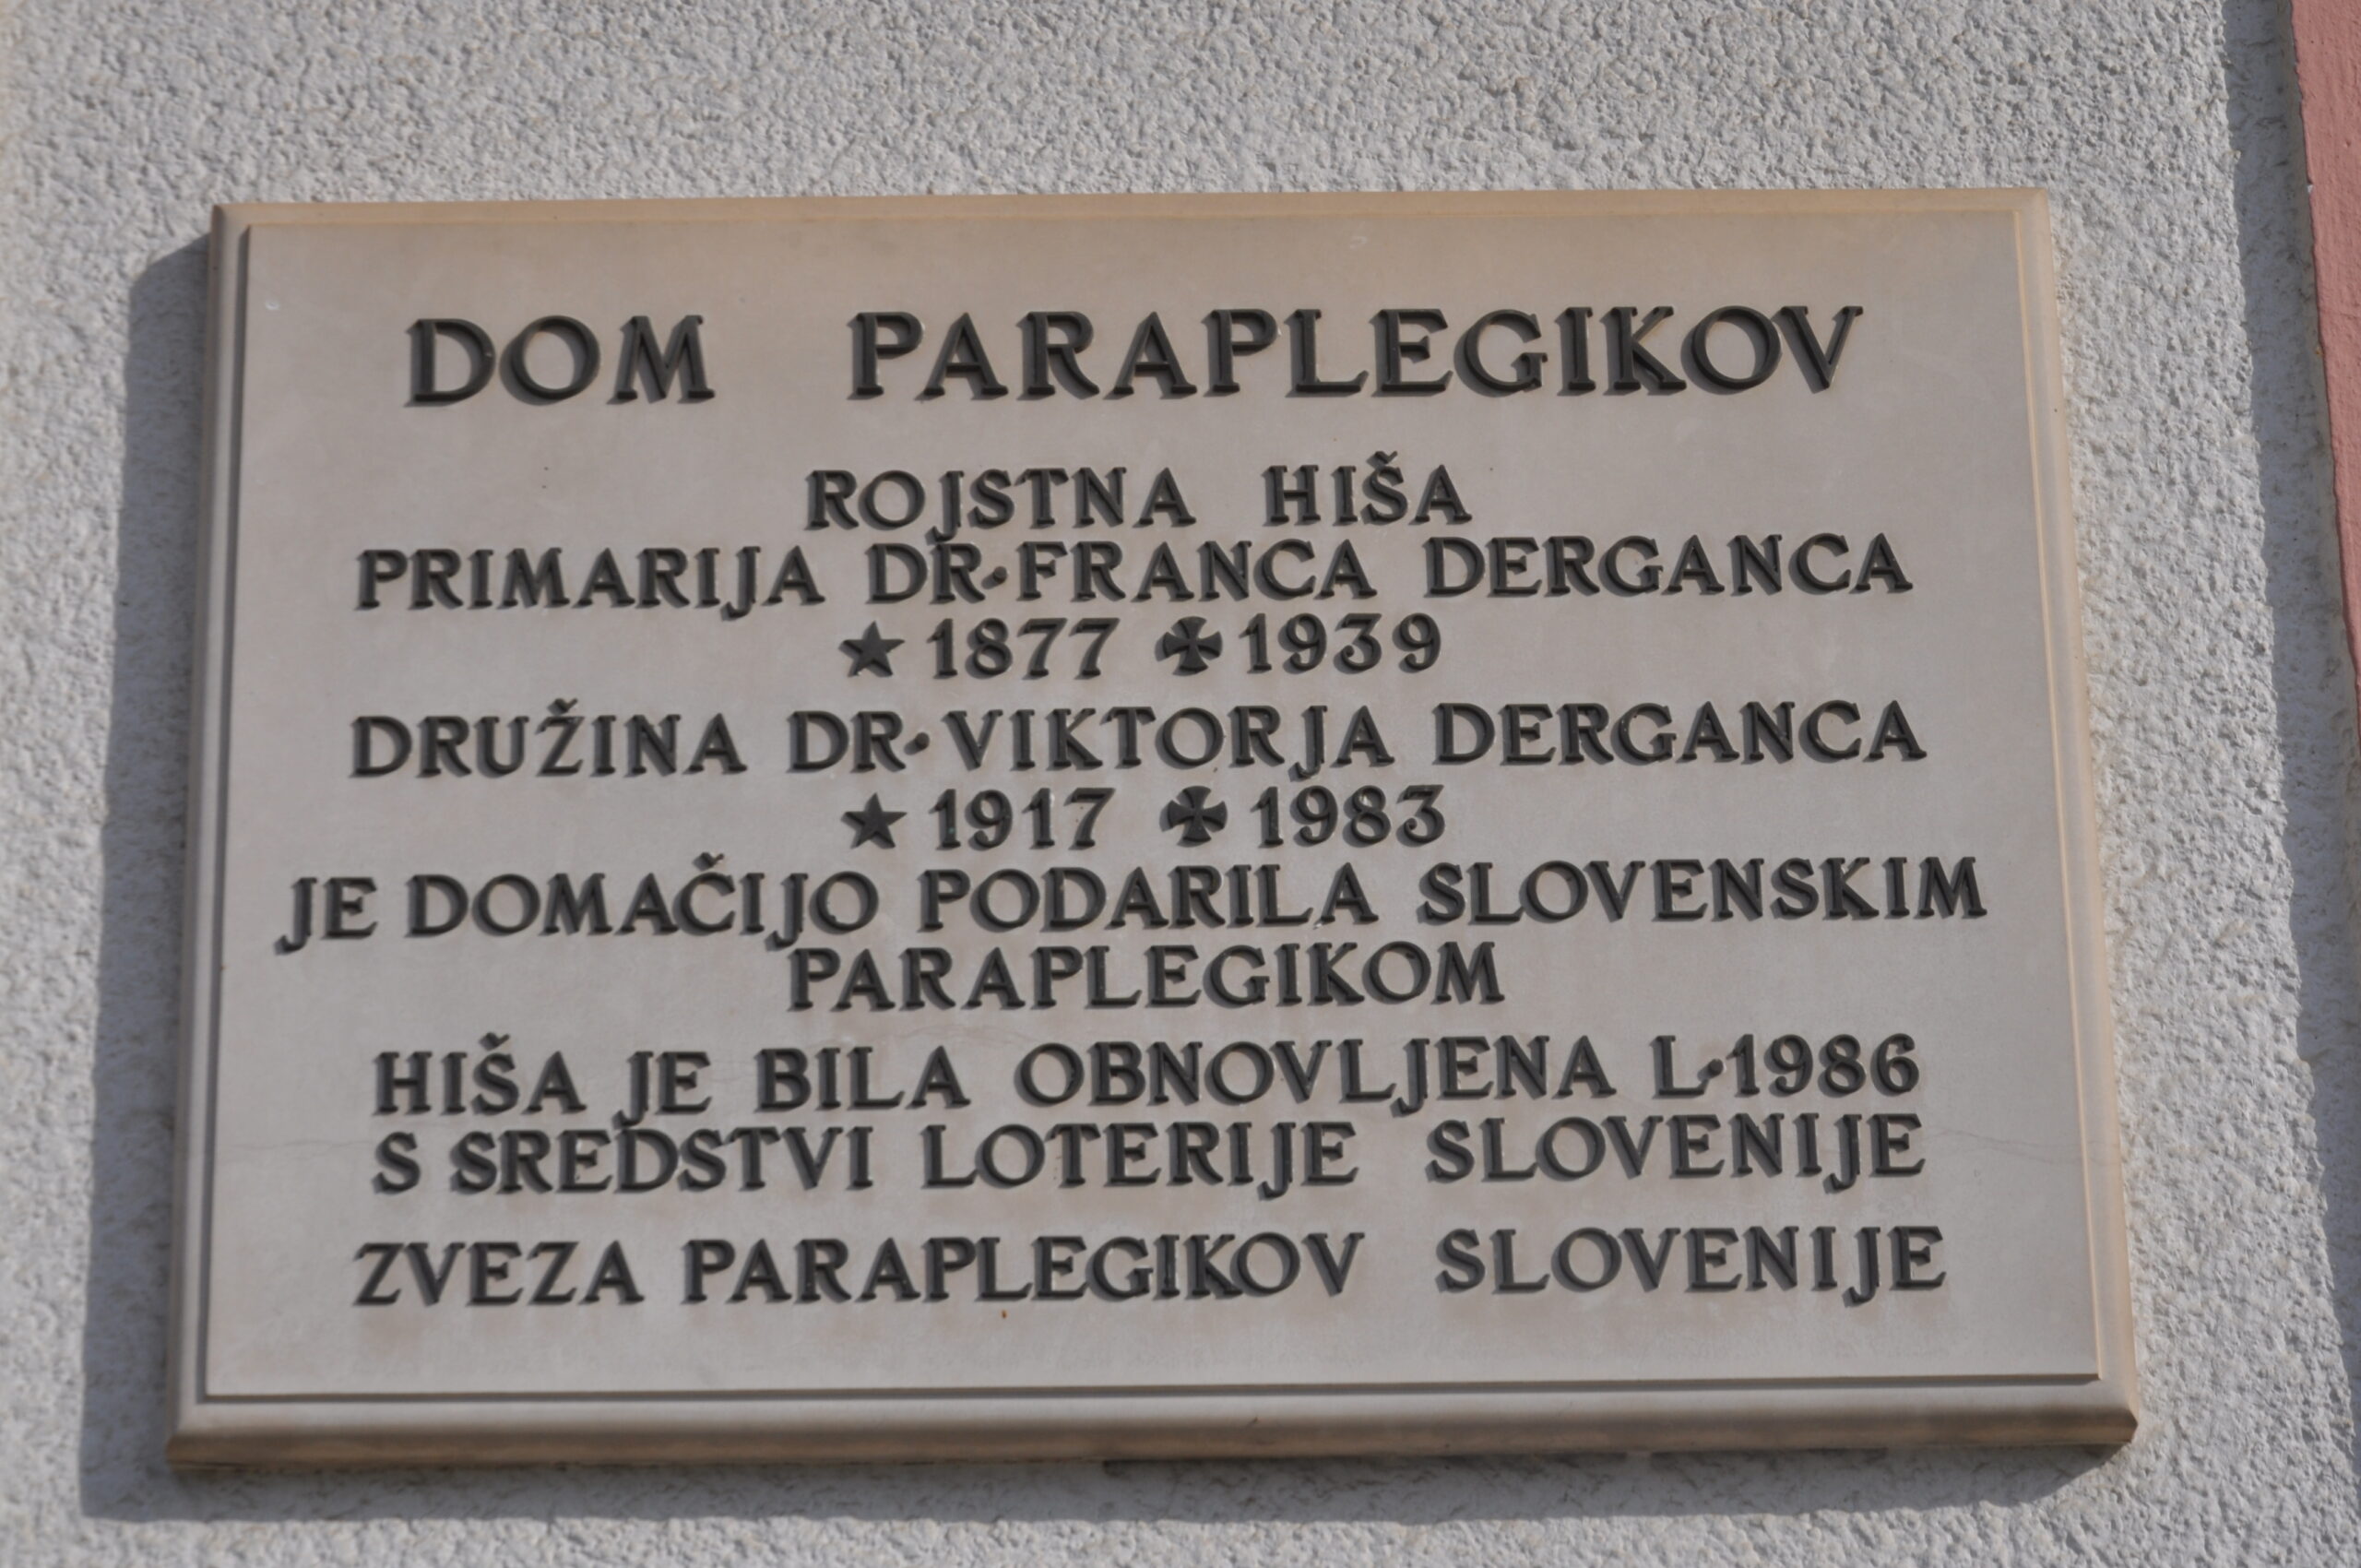 DOM PARAPLEGIKOV
ROJSTNA HIŠA
PRIMARIJA DR·FRANCA DERGANCA
★ 1877 ✠ 1939
DRUŽINA DR·VIKTORJA DERGANCA
★ 1917 ✠ 1983
JE DOMAČIJO PODARILA SLOVENSKIM
PARAPLEGIKOM
HIŠA JE BILA OBNOVLJENA L·1986
S SREDSTVI LOTERIJE SLOVENIJE
ZVEZA PARAPLEGIKOV SLOVENIJE